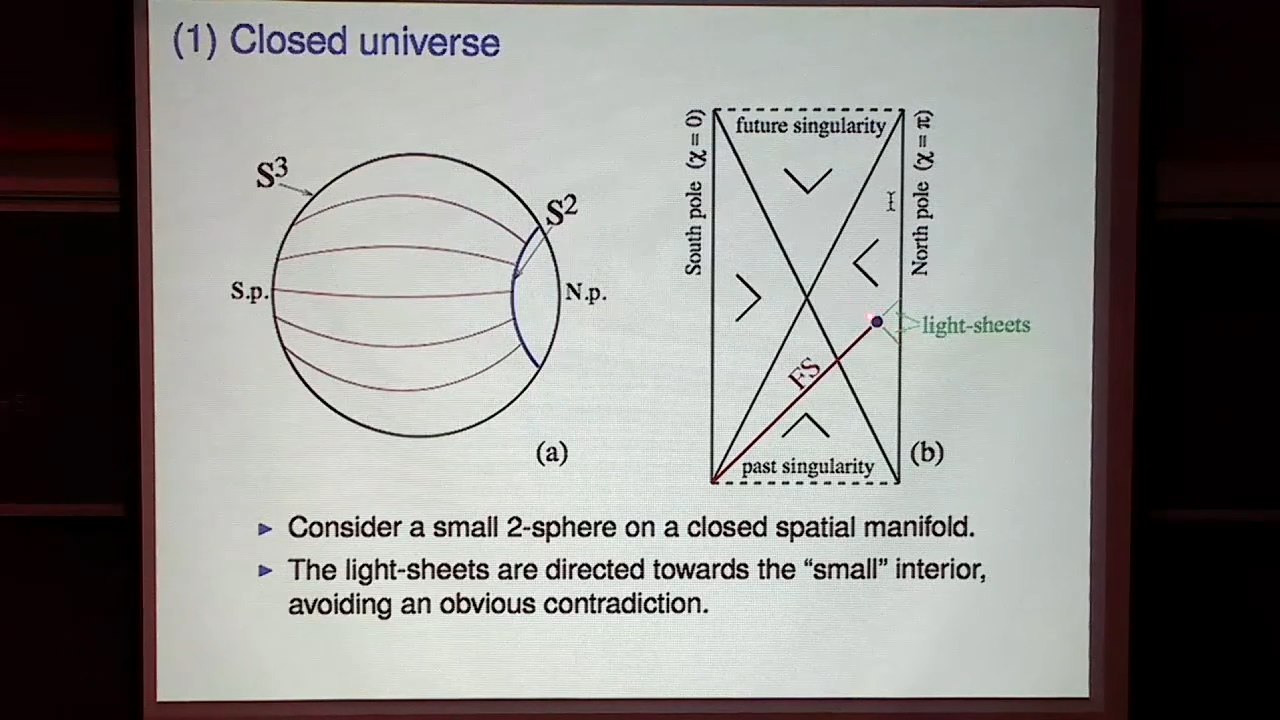 (1) Closed universe
S³
S²
S.p.
N.p.
(a)
South pole (χ = 0)
future singularity
North pole (χ = π)
light-sheets
FS
past singularity
(b)
► Consider a small 2-sphere on a closed spatial manifold.
► The light-sheets are directed towards the “small” interior,
avoiding an obvious contradiction.